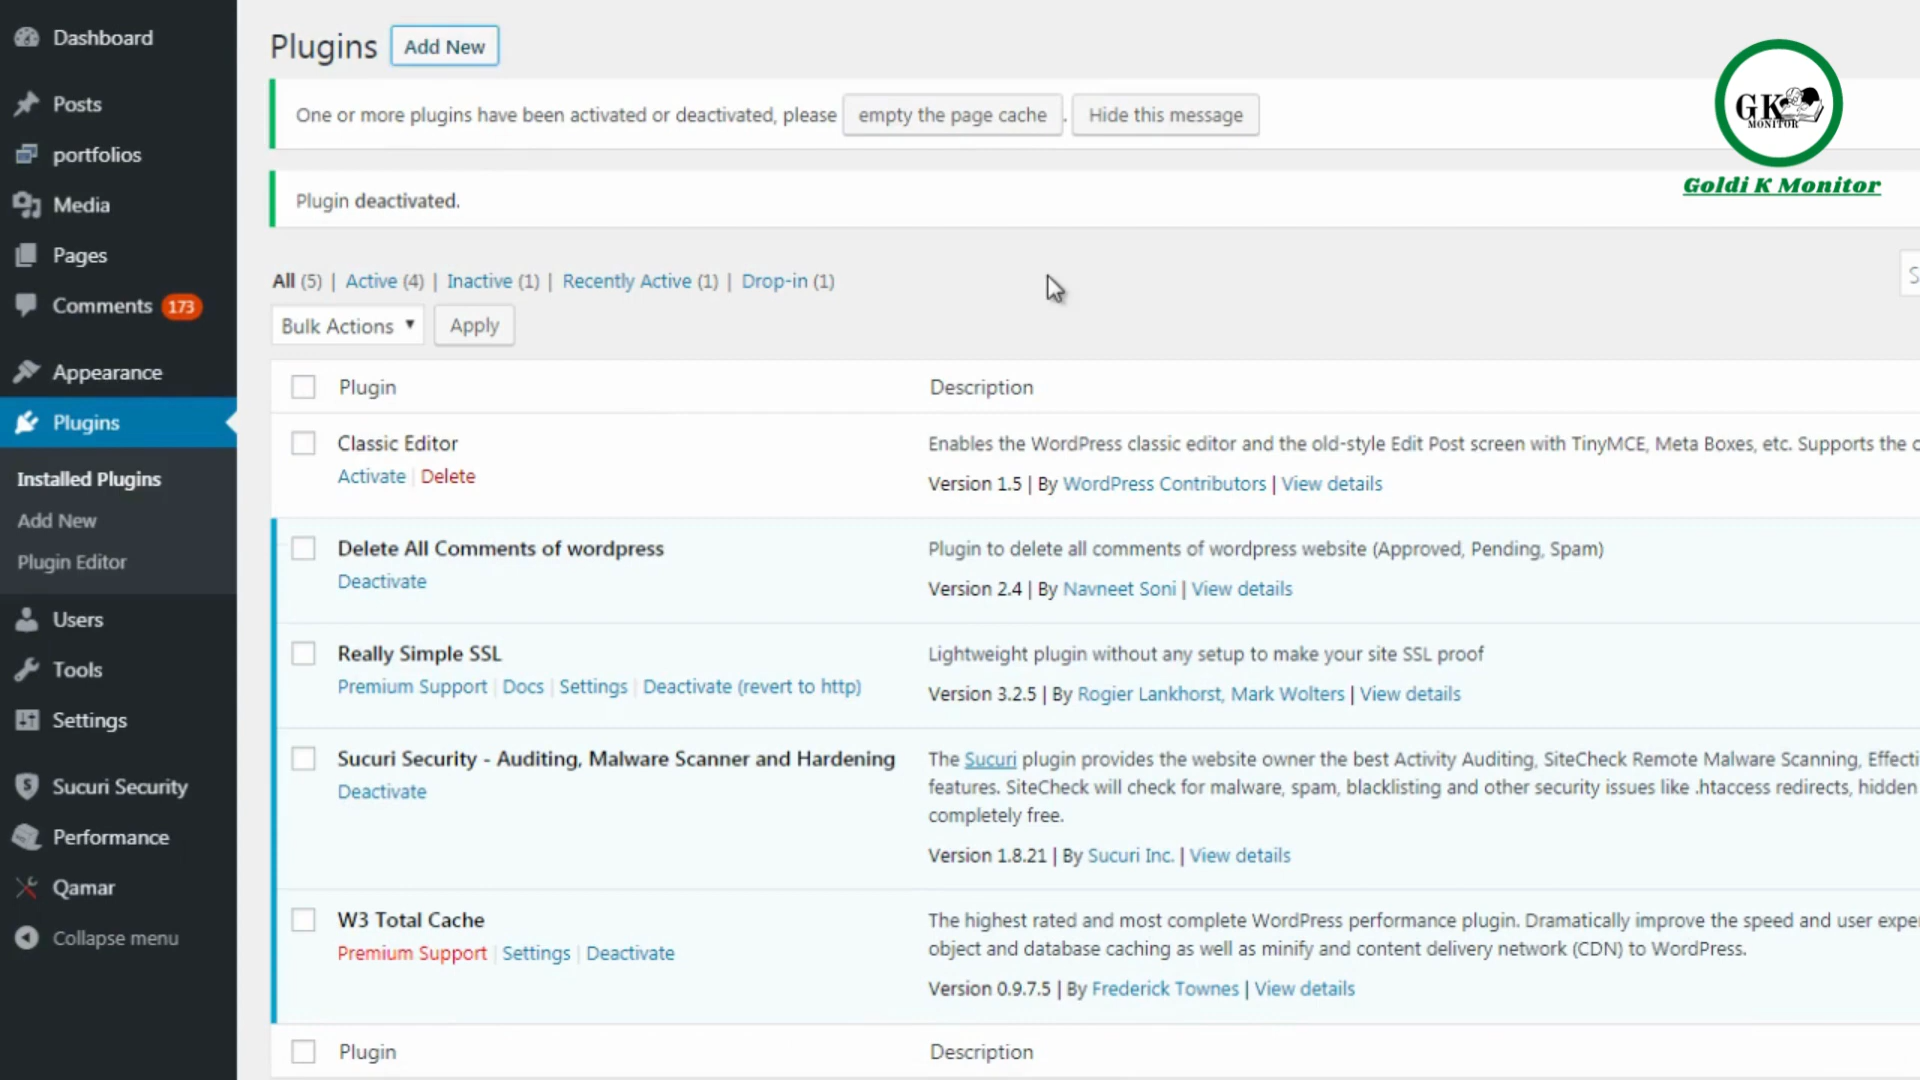 Dashboard
Posts
portfolios
Media
Pages
Comments 173
Appearance
Plugins
Installed Plugins
Add New
Plugin Editor
Users
Tools
Settings
Sucuri Security
Performance
Qamar
Collapse menu
Plugins Add New
One or more plugins have been activated or deactivated, please empty the page cache . Hide this message
Plugin deactivated.
GK
MONITOR
Goldi K Monitor
All (5) | Active (4) | Inactive (1) | Recently Active (1) | Drop-in (1)
S
Bulk Actions Apply
Plugin Description
Classic Editor
Activate | Delete
Enables the WordPress classic editor and the old-style Edit Post screen with TinyMCE, Meta Boxes, etc. Supports the
Version 1.5 | By WordPress Contributors | View details
Delete All Comments of wordpress
Deactivate
Plugin to delete all comments of wordpress website (Approved, Pending, Spam)
Version 2.4 | By Navneet Soni | View details
Really Simple SSL
Premium Support | Docs | Settings | Deactivate (revert to http)
Lightweight plugin without any setup to make your site SSL proof
Version 3.2.5 | By Rogier Lankhorst, Mark Wolters | View details
Sucuri Security - Auditing, Malware Scanner and Hardening
Deactivate
The Sucuri plugin provides the website owner the best Activity Auditing, SiteCheck Remote Malware Scanning, Effecti
features. SiteCheck will check for malware, spam, blacklisting and other security issues like .htaccess redirects, hidden
completely free.
Version 1.8.21 | By Sucuri Inc. | View details
W3 Total Cache
Premium Support | Settings | Deactivate
The highest rated and most complete WordPress performance plugin. Dramatically improve the speed and user expe
object and database caching as well as minify and content delivery network (CDN) to WordPress.
Version 0.9.7.5 | By Frederick Townes | View details
Plugin Description